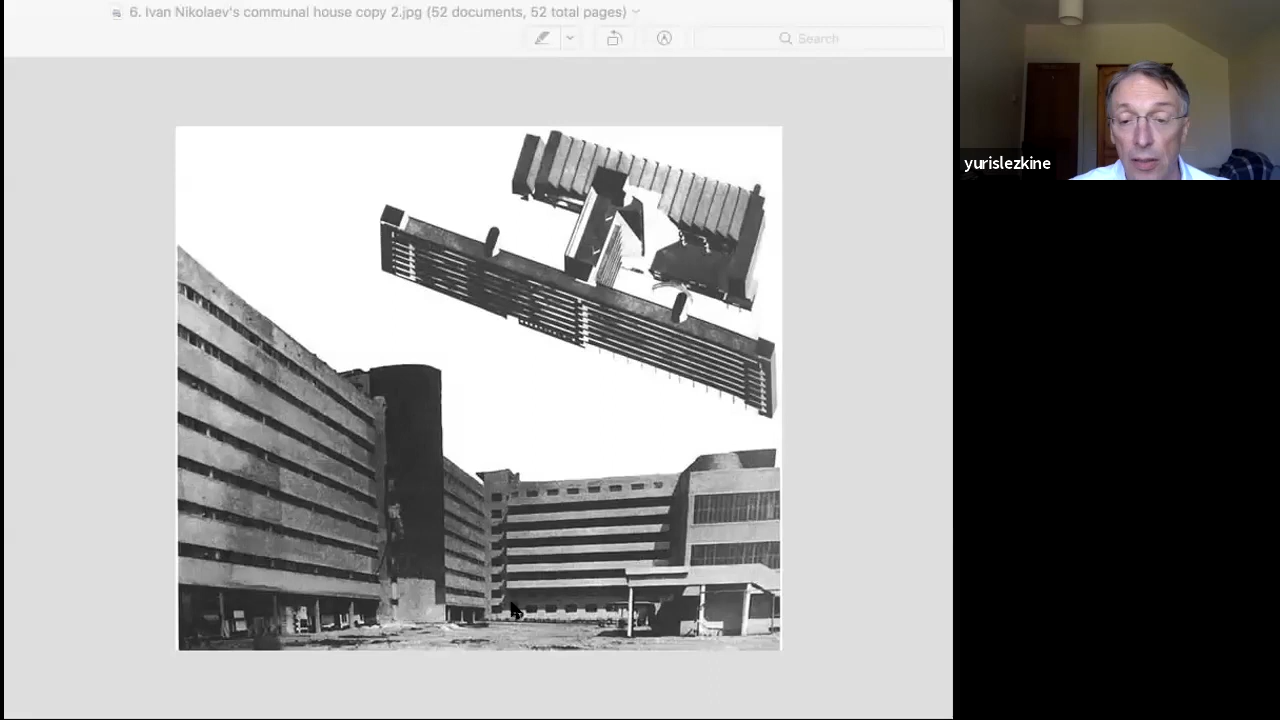 6. Ivan Nikolaev's communal house copy 2.jpg (52 documents, 52 total pages)
Search
yurislezkine